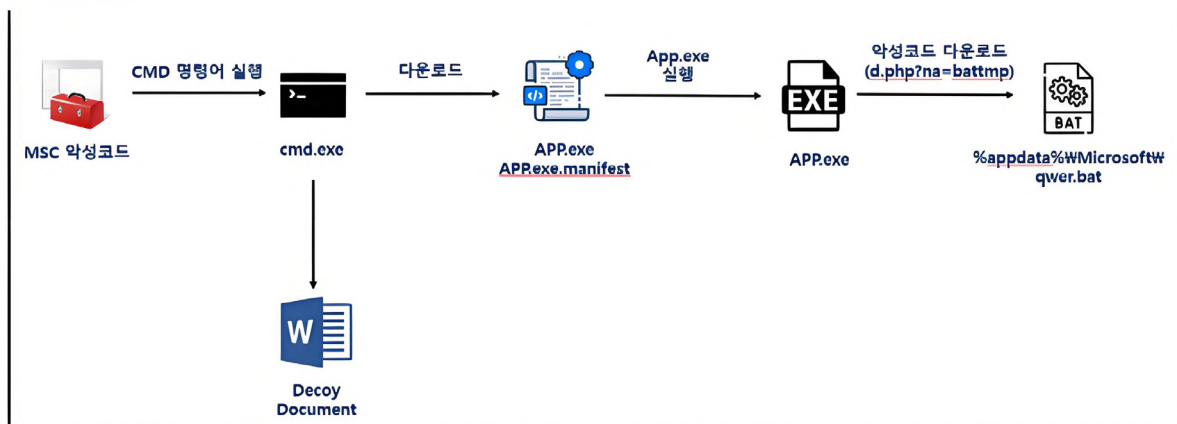 MSC 악성코드
CMD 명령어 실행
cmd.exe
다운로드
APP.exe
APP.exe.manifest
App.exe
실행
EXE
APP.exe
악성코드 다운로드
(d.php?na=battmp)
BAT
%appdata%₩Microsoft₩
qwer.bat
W
Decoy
Document